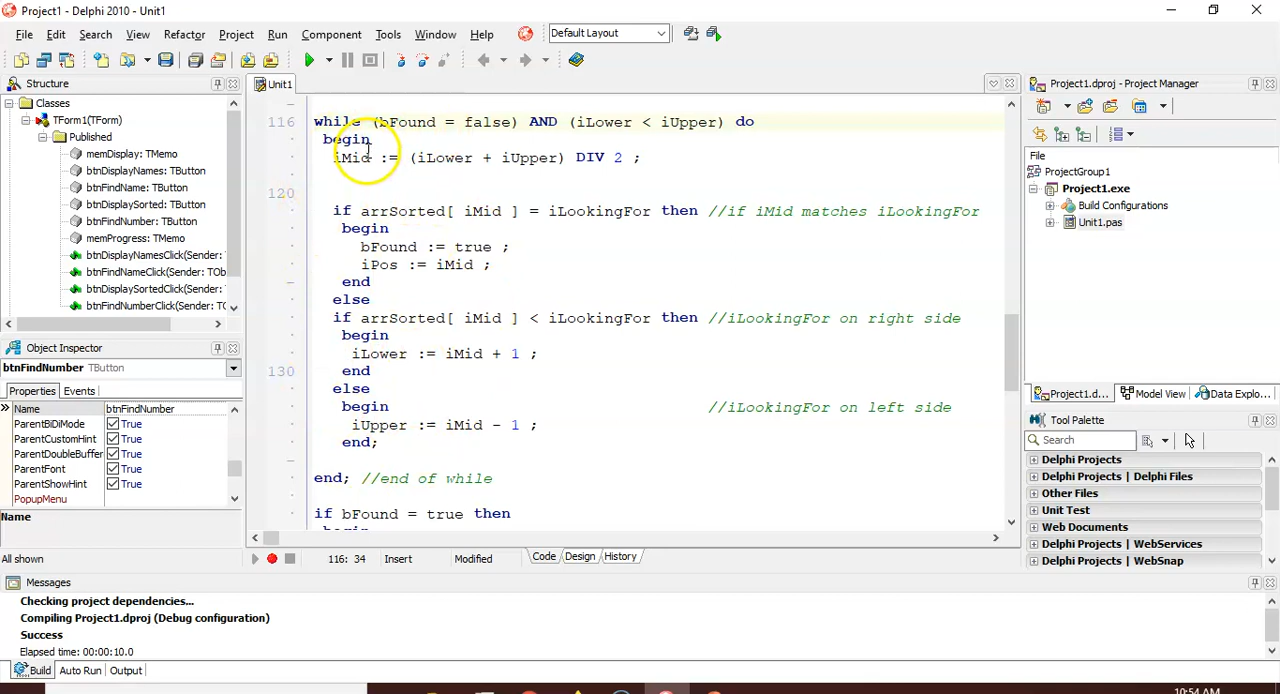 Project1 - Delphi 2010 - Unit1
File Edit Search View Refactor Project Run Component Tools Window Help Default Layout
Structure
Unit1
Project1.dproj - Project Manager
Classes
TForm1(TForm)
Published
memDisplay: TMemo
btnDisplayNames: TButton
btnFindName: TButton
btnDisplaySorted: TButton
btnFindNumber: TButton
memProgress: TMemo
btnDisplayNamesClick(Sender: T
btnFindNameClick(Sender: TOb
btnDisplaySortedClick(Sender: T
btnFindNumberClick(Sender: TO
Object Inspector
btnFindNumber TButton
Properties Events
Name btnFindNumber
ParentBiDiMode True
ParentCustomHint True
ParentDoubleBuffer True
ParentFont True
ParentShowHint True
PopupMenu
Name
All shown
116 while (bFound = false) AND (iLower < iUpper) do
begin
iMid := (iLower + iUpper) DIV 2 ;
120
if arrSorted[ iMid ] = iLookingFor then //if iMid matches iLookingFor
begin
bFound := true ;
iPos := iMid ;
end
else
if arrSorted[ iMid ] < iLookingFor then //iLookingFor on right side
begin
iLower := iMid + 1 ;
130 end
else
begin //iLookingFor on left side
iUpper := iMid - 1 ;
end;
end; //end of while
if bFound = true then
116: 34 Insert Modified Code Design History
File
ProjectGroup1
Project1.exe
Build Configurations
Unit1.pas
Project1.d... Model View Data Explo...
Tool Palette
Search
Delphi Projects
Delphi Projects | Delphi Files
Other Files
Unit Test
Web Documents
Delphi Projects | WebServices
Delphi Projects | WebSnap
Messages
Checking project dependencies...
Compiling Project1.dproj (Debug configuration)
Success
Elapsed time: 00:00:10.0
Build Auto Run Output
10:54 AM